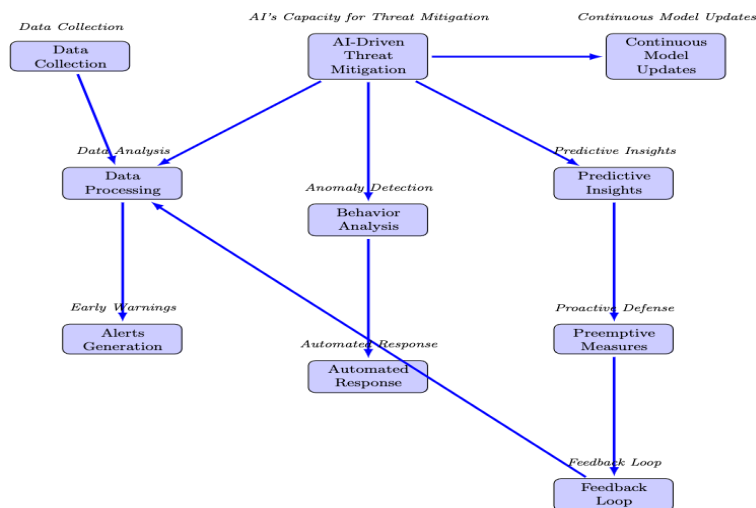 Data Collection
Data
Collection
AI's Capacity for Threat Mitigation
AI-Driven
Threat
Mitigation
Continuous Model Updates
Continuous
Model
Updates
Data Analysis
Data
Processing
Anomaly Detection
Behavior
Analysis
Predictive Insights
Predictive
Insights
Early Warnings
Alerts
Generation
Automated Response
Automated
Response
Proactive Defense
Preemptive
Measures
Feedback Loop
Feedback
Loop